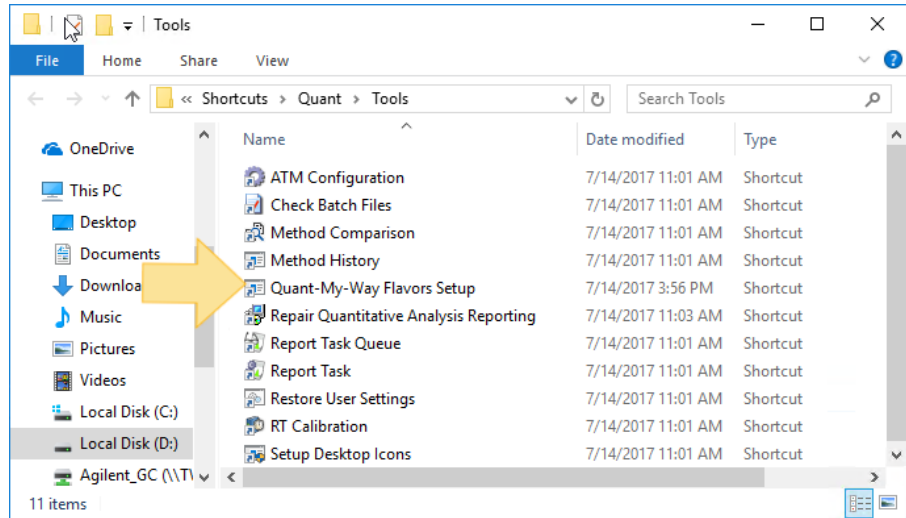 Tools
File Home Share View
« Shortcuts > Quant > Tools Search Tools
Name Date modified Type
OneDrive
This PC
Desktop
Documents
Downloa
Music
Pictures
Videos
Local Disk (C:)
Local Disk (D:)
Agilent_GC (\\TV
ATM Configuration 7/14/2017 11:01 AM Shortcut
Check Batch Files 7/14/2017 11:01 AM Shortcut
Method Comparison 7/14/2017 11:01 AM Shortcut
Method History 7/14/2017 11:01 AM Shortcut
Quant-My-Way Flavors Setup 7/14/2017 3:56 PM Shortcut
Repair Quantitative Analysis Reporting 7/14/2017 11:03 AM Shortcut
Report Task Queue 7/14/2017 11:01 AM Shortcut
Report Task 7/14/2017 11:01 AM Shortcut
Restore User Settings 7/14/2017 11:01 AM Shortcut
RT Calibration 7/14/2017 11:01 AM Shortcut
Setup Desktop Icons 7/14/2017 11:01 AM Shortcut
11 items